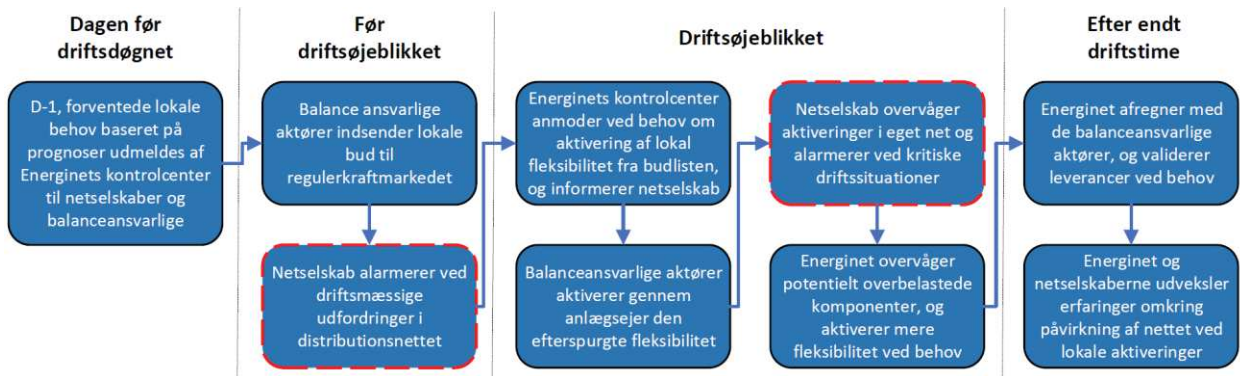 Dagen før
driftsdøgnet
D-1, forventede lokale
behov baseret på
prognoser udmeldes af
Energinets kontrolcenter
til netselskaber og
balanceansvarlige
Før
driftsøjeblikket
Balance ansvarlige
aktører indsender lokale
bud til
regulerkraftmarkedet
Netselskab alarmerer ved
driftsmæssige
udfordringer i
distributionsnettet
Driftsøjeblikket
Energinets kontrolcenter
anmoder ved behov om
aktivering af lokal
fleksibilitet fra budlisten,
og informerer netselskab
Balanceansvarlige aktører
aktiverer gennem
anlægsejer den
efterspurgte fleksibilitet
Netselskab overvåger
aktiveringer i eget net og
alarmerer ved kritiske
driftssituationer
Energinet overvåger
potentielt overbelastede
komponenter, og
aktiverer mere
fleksibilitet ved behov
Efter endt
driftstime
Energinet afregner med
de balanceansvarlige
aktører, og validerer
leverancer ved behov
Energinet og
netselskaberne udveksler
erfaringer omkring
påvirkning af nettet ved
lokale aktiveringer